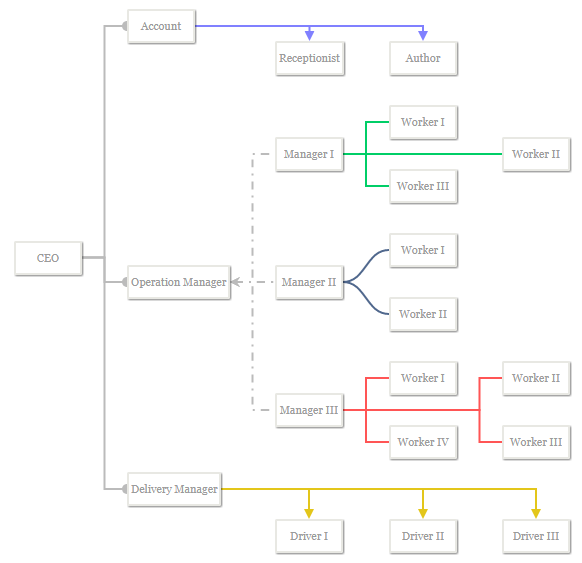 Account
Receptionist
Author
Worker I
Manager I
Worker II
Worker III
CEO
Worker I
Operation Manager
Manager II
Worker II
Worker I
Worker II
Manager III
Worker IV
Worker III
Delivery Manager
Driver I
Driver II
Driver III